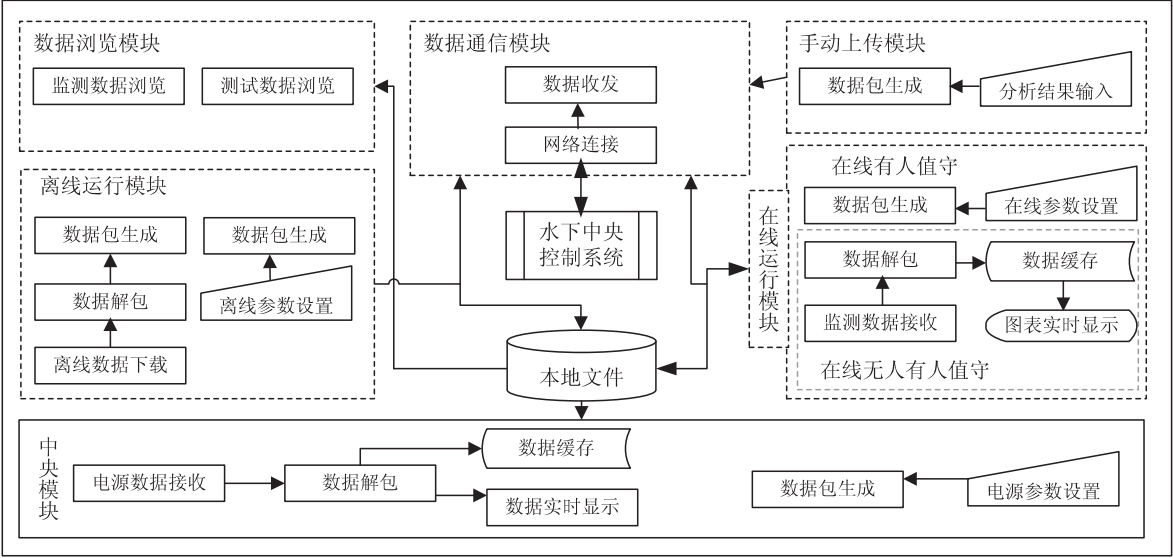 数据浏览模块
监测数据浏览
测试数据浏览
数据通信模块
数据收发
网络连接
水下中央
控制系统
手动上传模块
数据包生成
分析结果输入
离线运行模块
数据包生成
数据包生成
数据解包
离线参数设置
离线数据下载
在线运行模块
在线有人值守
数据包生成
在线参数设置
数据解包
数据缓存
监测数据接收
图表实时显示
在线无人有人值守
本地文件
中央模块
电源数据接收
数据解包
数据缓存
数据实时显示
数据包生成
电源参数设置